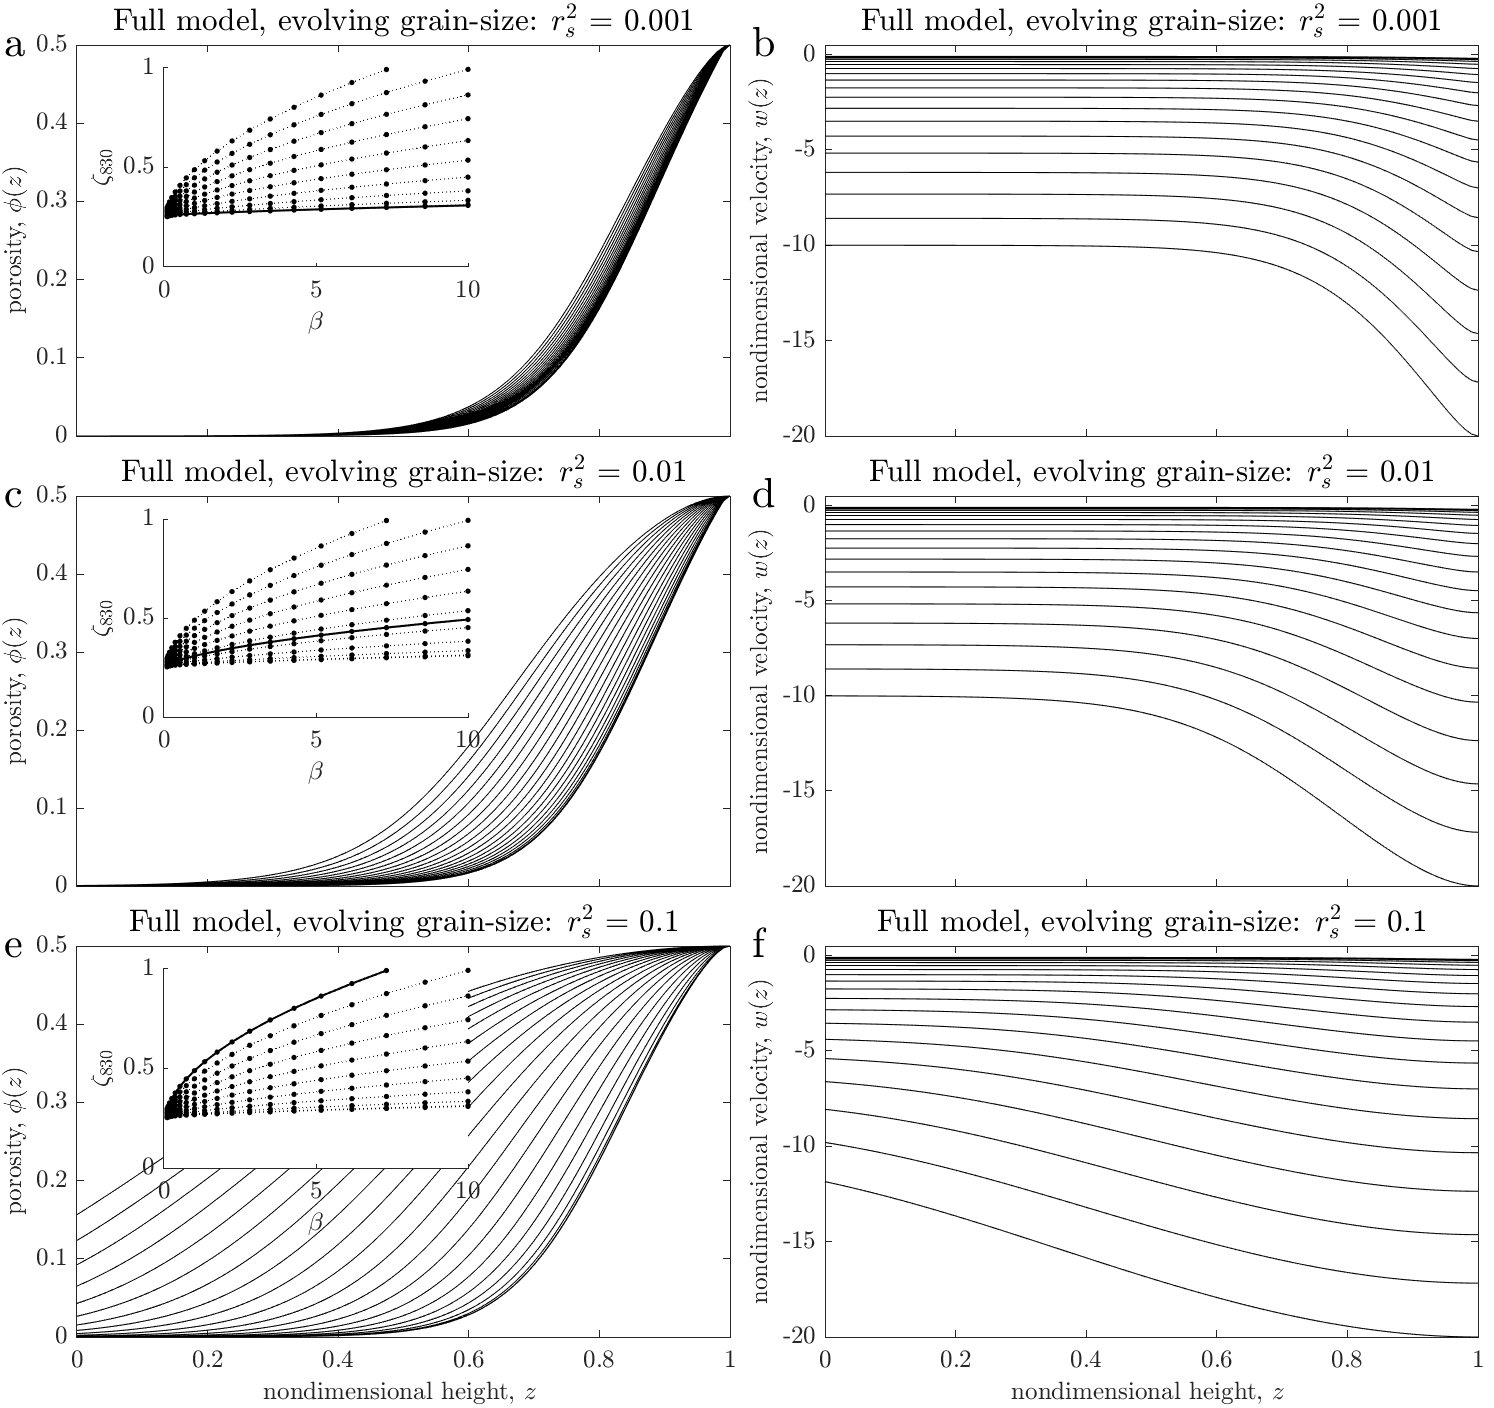 a
Full model, evolving grain-size: r_s^2 = 0.001
0.5
0.4
0.3
0.2
0.1
0
porosity, ϕ(z)
1
0.5
0
ζ830
0 5 10
β
b
Full model, evolving grain-size: r_s^2 = 0.001
0
-5
-10
-15
-20
nondimensional velocity, w(z)
c
Full model, evolving grain-size: r_s^2 = 0.01
0.5
0.4
0.3
0.2
0.1
0
porosity, ϕ(z)
1
0.5
0
ζ830
0 5 10
β
d
Full model, evolving grain-size: r_s^2 = 0.01
0
-5
-10
-15
-20
nondimensional velocity, w(z)
e
Full model, evolving grain-size: r_s^2 = 0.1
0.5
0.4
0.3
0.2
0.1
0
porosity, ϕ(z)
1
0.5
0
ζ830
0 5 10
β
0 0.2 0.4 0.6 0.8 1
nondimensional height, z
f
Full model, evolving grain-size: r_s^2 = 0.1
0
-5
-10
-15
-20
nondimensional velocity, w(z)
0 0.2 0.4 0.6 0.8 1
nondimensional height, z